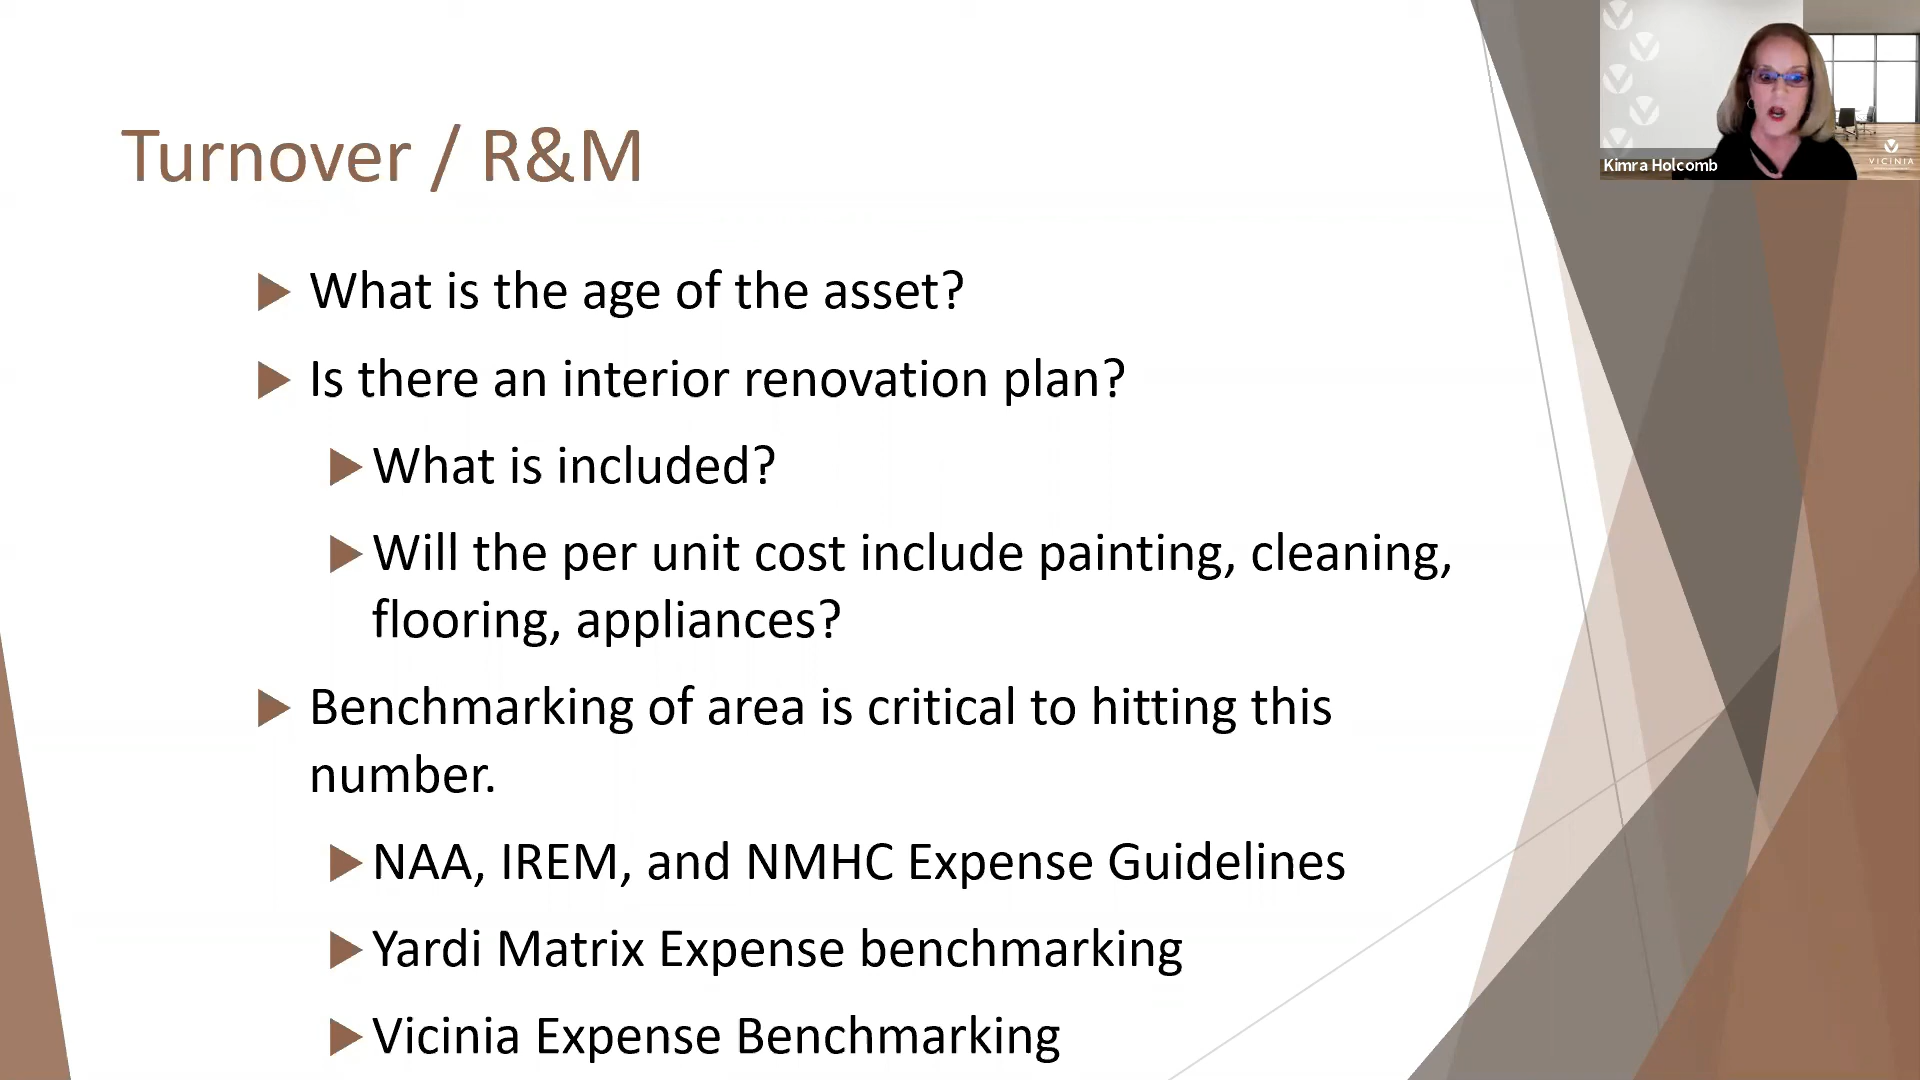 Turnover / R&M
What is the age of the asset?
Is there an interior renovation plan?
What is included?
Will the per unit cost include painting, cleaning,
flooring, appliances?
Benchmarking of area is critical to hitting this
number.
NAA, IREM, and NMHC Expense Guidelines
Yardi Matrix Expense benchmarking
Vicinia Expense Benchmarking
Kimra Holcomb
VICINIA